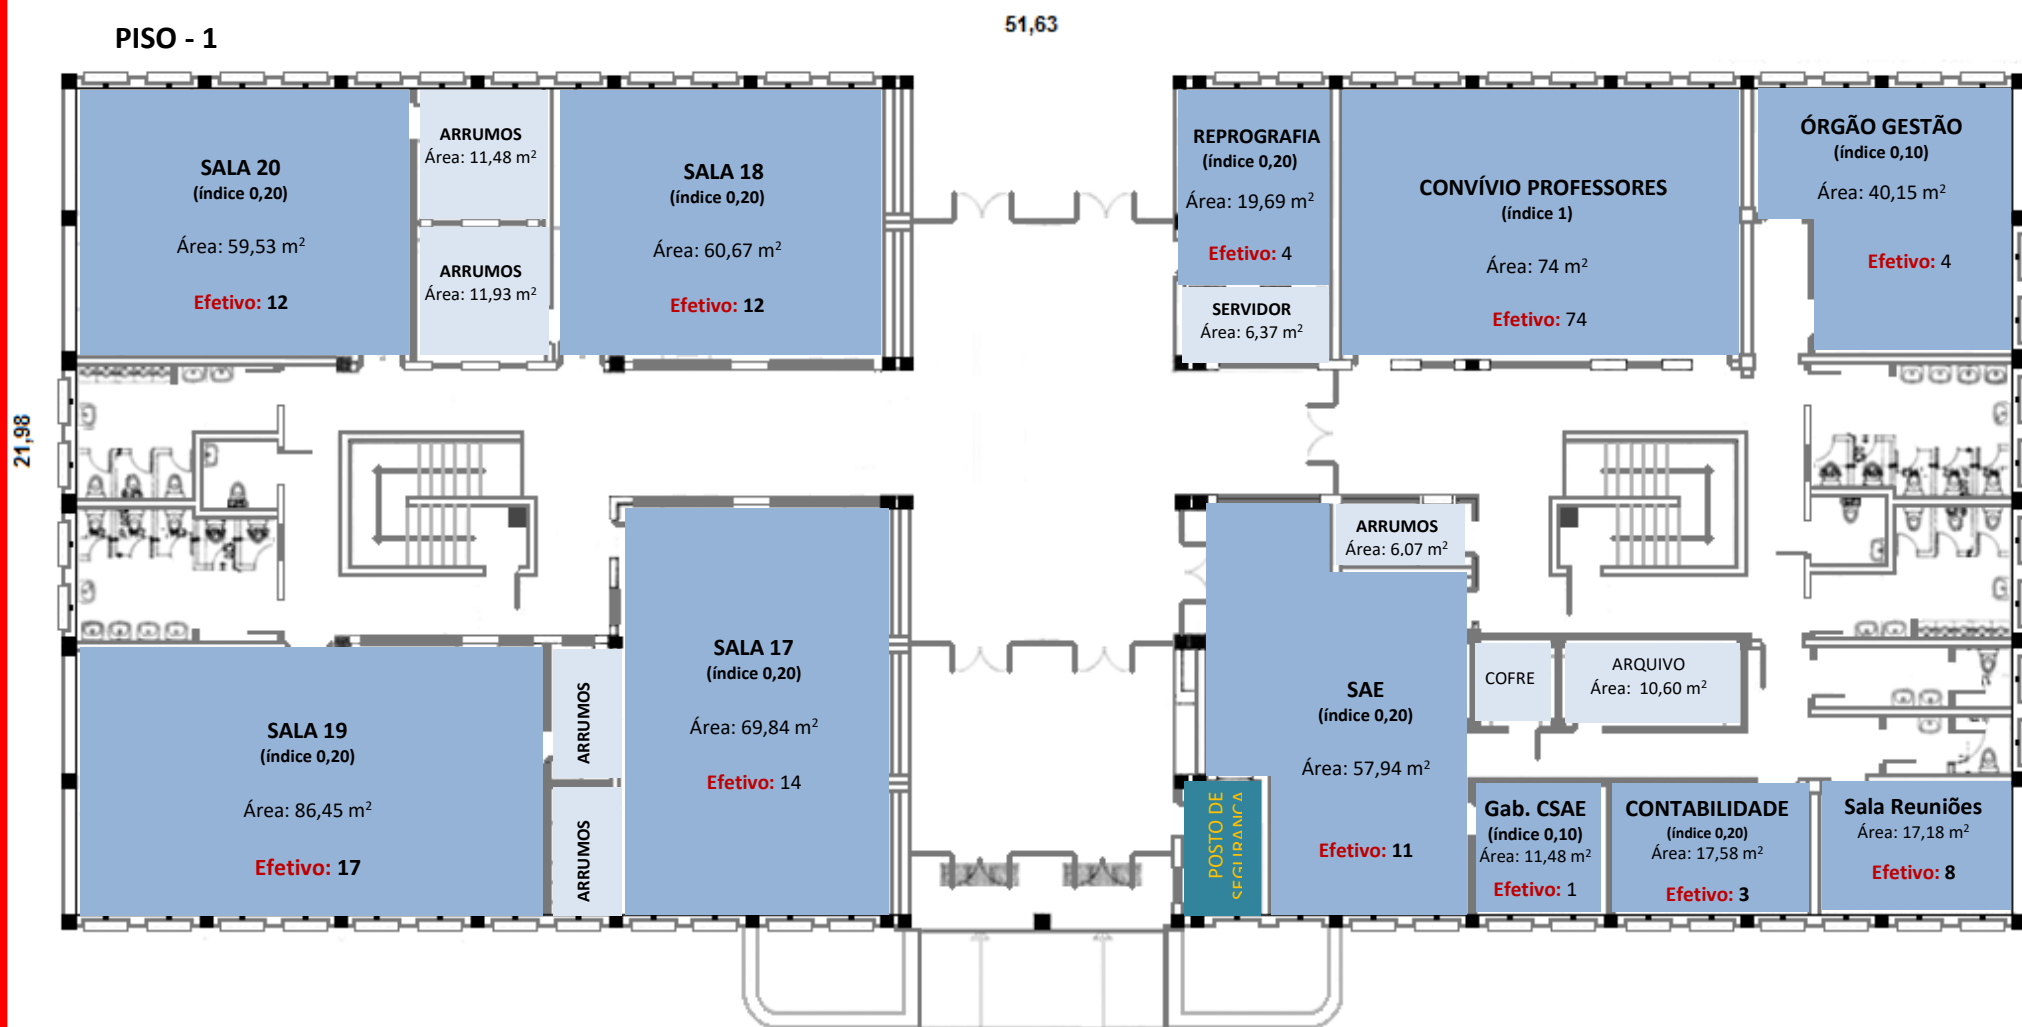 51,63
PISO - 1
21,98
SALA 20
(índice 0,20)
Área: 59,53 m²
Efetivo: 12
ARRUMOS
Área: 11,48 m²
ARRUMOS
Área: 11,93 m²
SALA 18
(índice 0,20)
Área: 60,67 m²
Efetivo: 12
REPROGRAFIA
(índice 0,20)
Área: 19,69 m²
Efetivo: 4
SERVIDOR
Área: 6,37 m²
CONVÍVIO PROFESSORES
(índice 1)
Área: 74 m²
Efetivo: 74
ÓRGÃO GESTÃO
(índice 0,10)
Área: 40,15 m²
Efetivo: 4
SALA 19
(índice 0,20)
Área: 86,45 m²
Efetivo: 17
ARRUMOS
ARRUMOS
SALA 17
(índice 0,20)
Área: 69,84 m²
Efetivo: 14
ARRUMOS
Área: 6,07 m²
SAE
(índice 0,20)
Área: 57,94 m²
Efetivo: 11
COFRE
ARQUIVO
Área: 10,60 m²
POSTO DE
SEGURANÇA
Gab. CSAE
(índice 0,10)
Área: 11,48 m²
Efetivo: 1
CONTABILIDADE
(índice 0,20)
Área: 17,58 m²
Efetivo: 3
Sala Reuniões
Área: 17,18 m²
Efetivo: 8